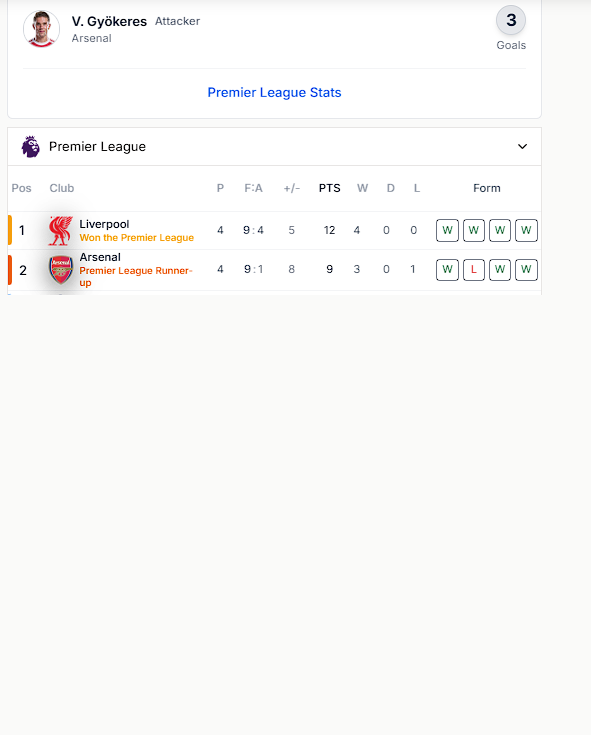 V. Gyökeres Attacker 3
Arsenal Goals
Premier League Stats
Premier League
Pos Club P F:A +/- PTS W D L Form
1 Liverpool 4 9:4 5 12 4 0 0 W W W W
Won the Premier League
2 Arsenal 4 9:1 8 9 3 0 1 W L W W
Premier League Runner-
up